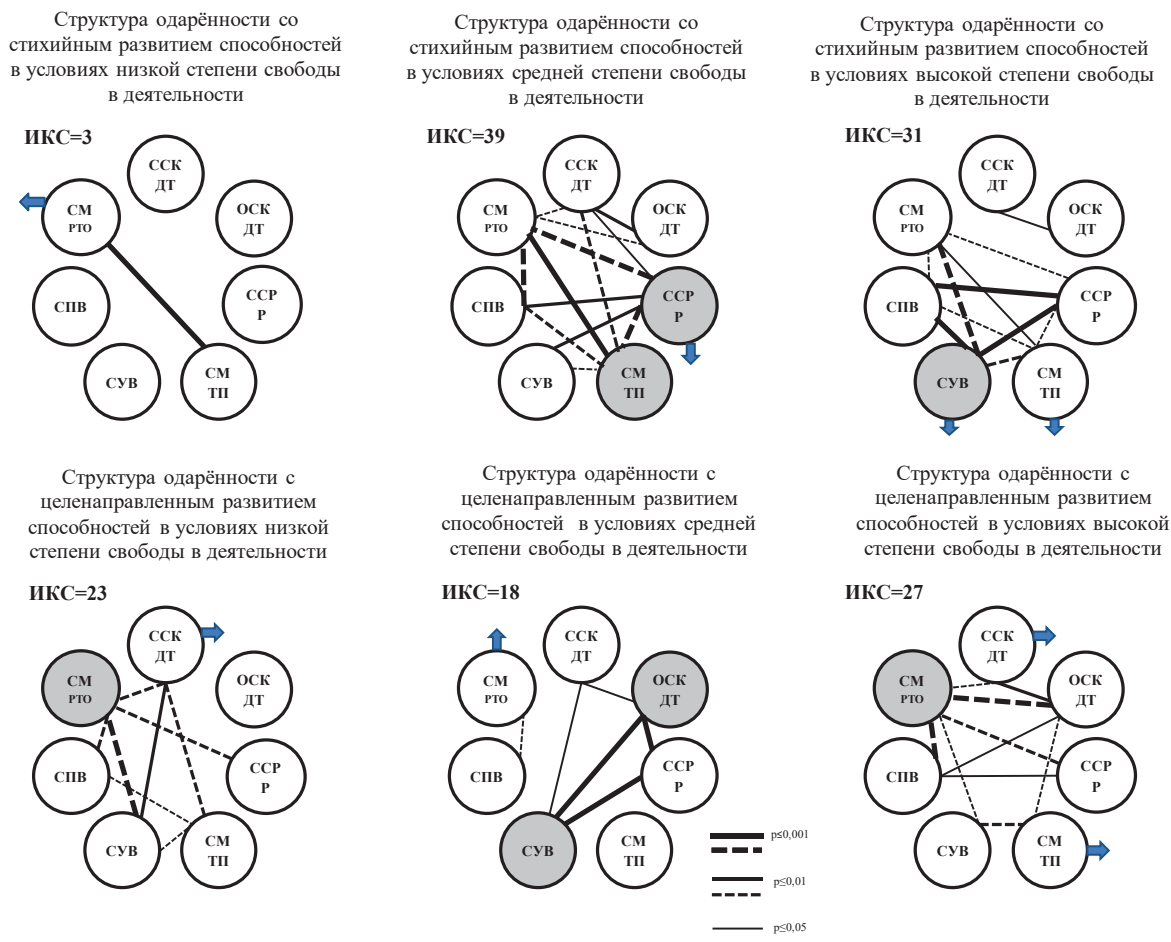 Структура одарённости со
стихийным развитием способностей
в условиях низкой степени свободы
в деятельности
ИКС=3
ССК
ДТ
СМ
РТО
ОСК
ДТ
СПВ
ССР
Р
СУВ
СМ
ТП
Структура одарённости со
стихийным развитием способностей
в условиях средней степени свободы
в деятельности
ИКС=39
ССК
ДТ
СМ
РТО
ОСК
ДТ
СПВ
ССР
Р
СУВ
СМ
ТП
Структура одарённости со
стихийным развитием способностей
в условиях высокой степени свободы
в деятельности
ИКС=31
ССК
ДТ
СМ
РТО
ОСК
ДТ
СПВ
ССР
Р
СУВ
СМ
ТП
Структура одарённости с
целенаправленным развитием
способностей в условиях низкой
степени свободы в деятельности
ИКС=23
ССК
ДТ
СМ
РТО
ОСК
ДТ
СПВ
ССР
Р
СУВ
СМ
ТП
Структура одарённости с
целенаправленным развитием
способностей в условиях средней
степени свободы в деятельности
ИКС=18
ССК
ДТ
СМ
РТО
ОСК
ДТ
СПВ
ССР
Р
СУВ
СМ
ТП
Структура одарённости с
целенаправленным развитием
способностей в условиях высокой
степени свободы в деятельности
ИКС=27
ССК
ДТ
СМ
РТО
ОСК
ДТ
СПВ
ССР
Р
СУВ
СМ
ТП
p≤0,001
p≤0,01
p≤0,05